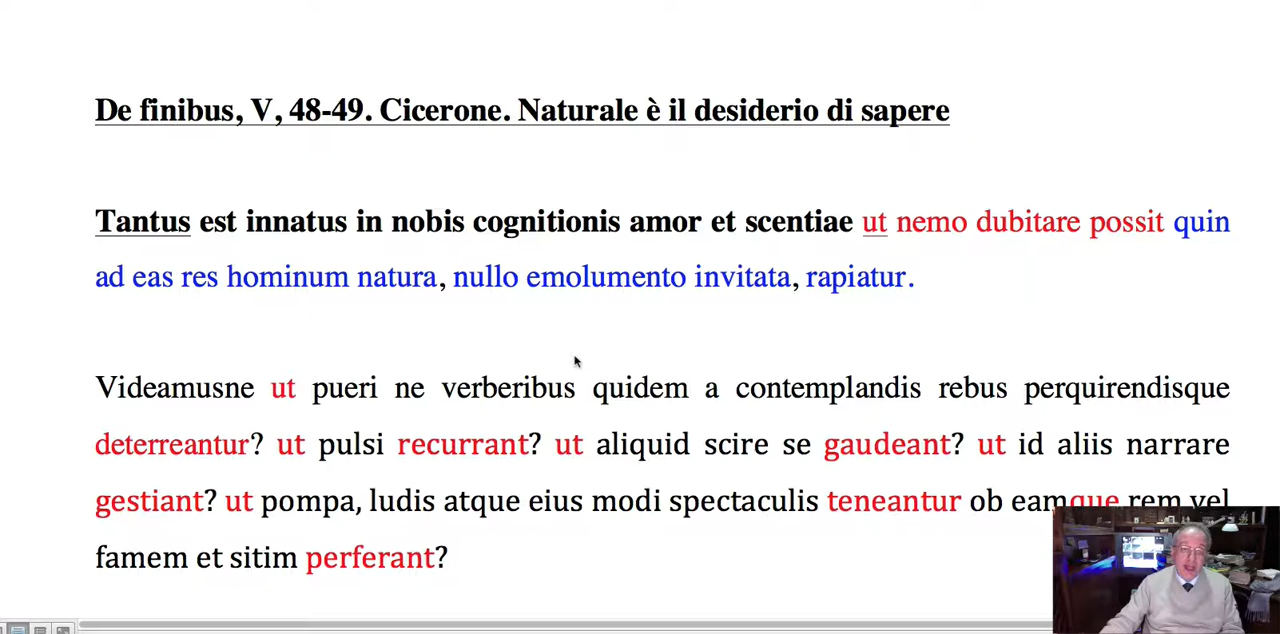 De finibus, V, 48-49. Cicerone. Naturale è il desiderio di sapere
Tantus est innatus in nobis cognitionis amor et scentiae ut nemo dubitare possit quin
ad eas res hominum natura, nullo emolumento invitata, rapiatur.
Videamusne ut pueri ne verberibus quidem a contemplandis rebus perquirendisque
deterreantur? ut pulsi recurrant? ut aliquid scire se gaudeant? ut id aliis narrare
gestiant? ut pompa, ludis atque eius modi spectaculis teneantur ob eamque rem vel
famem et sitim perferant?